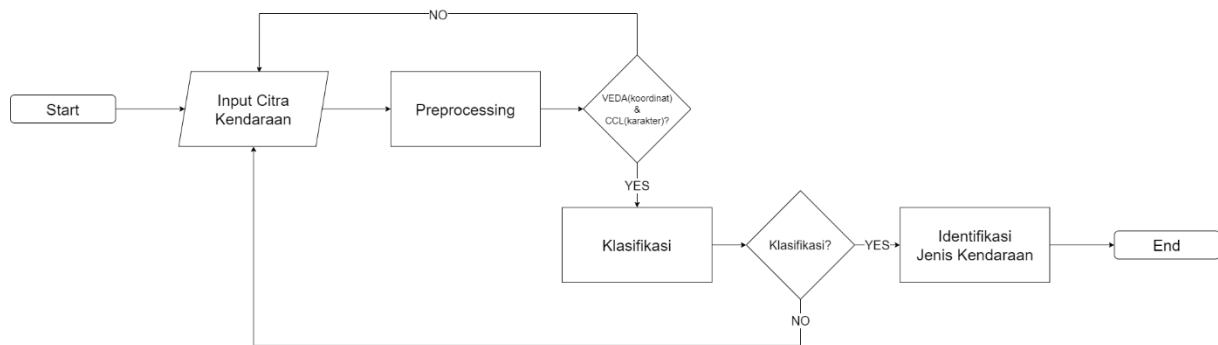 NO
Start
Input Citra
Kendaraan
Preprocessing
VEDA(koordinat)
&
CCL(karakter)?
YES
Klasifikasi
Klasifikasi?
YES
Identifikasi
Jenis Kendaraan
End
NO